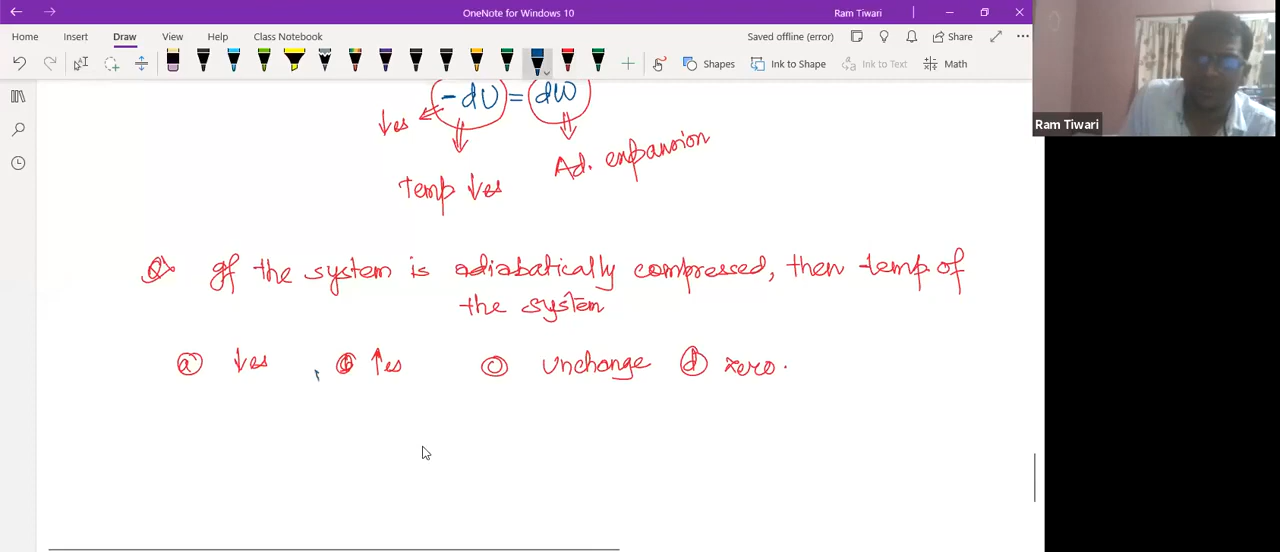 OneNote for Windows 10
Ram Tiwari
Home Insert Draw View Help Class Notebook
Saved offline (error) Share
Shapes Ink to Shape Ink to Text Math
-dU = dW
↓es
Temp ↓es
Ad. expansion
Ram Tiwari
Q If the system is adiabatically compressed, then temp. of
the system
(a) ↓es (b) ↑es (c) unchange (d) zero.